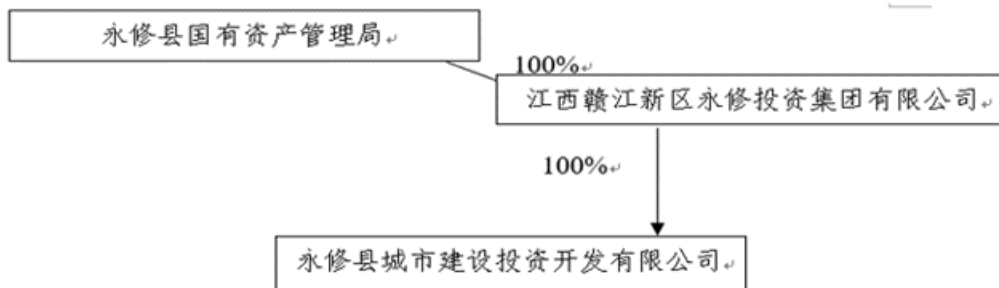 永修县国有资产管理局
100%
江西赣江新区永修投资集团有限公司
100%
永修县城市建设投资开发有限公司